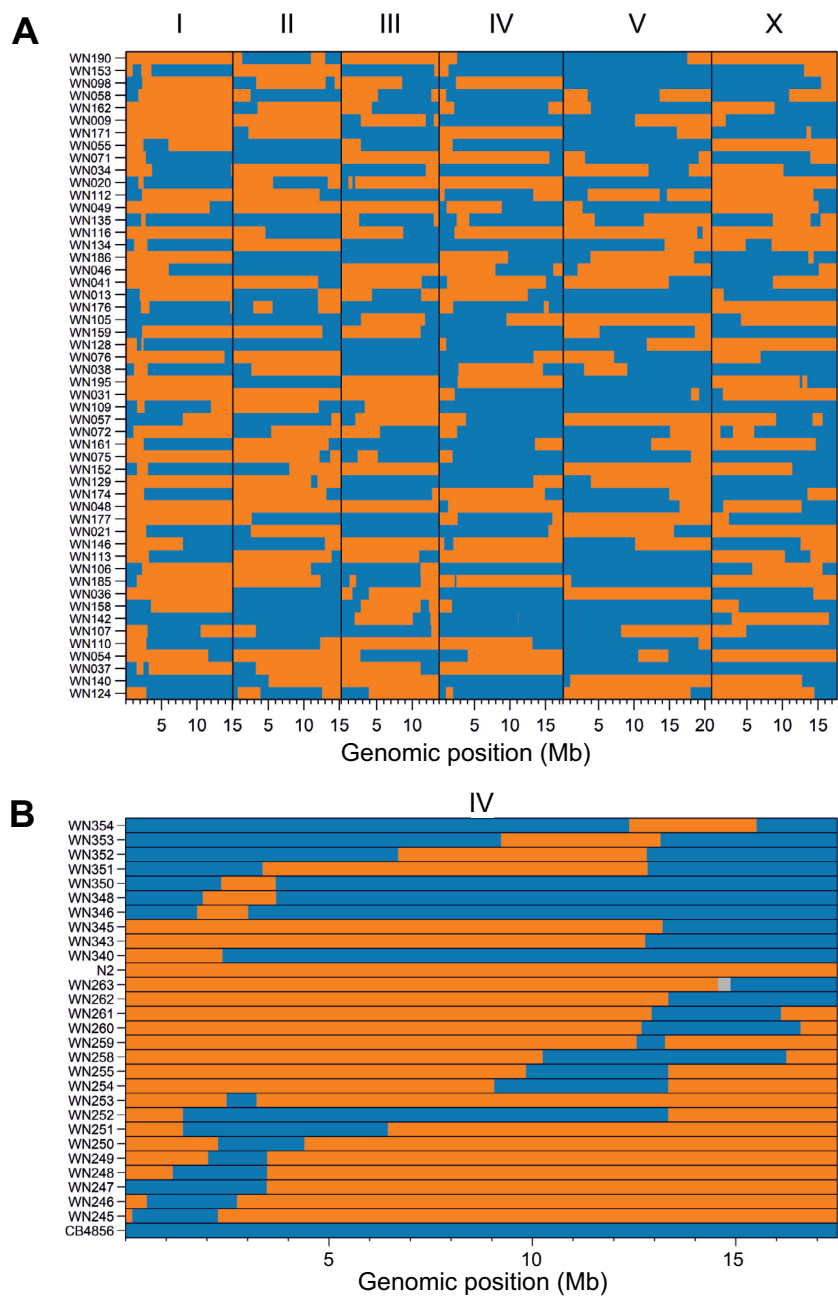 A
I II III IV V X
WN190
WN153
WN098
WN058
WN162
WN009
WN171
WN055
WN071
WN034
WN020
WN112
WN049
WN135
WN116
WN134
WN186
WN046
WN041
WN013
WN176
WN105
WN159
WN128
WN076
WN038
WN195
WN031
WN109
WN057
WN072
WN161
WN075
WN152
WN129
WN174
WN048
WN177
WN021
WN146
WN113
WN106
WN185
WN036
WN158
WN142
WN107
WN110
WN054
WN037
WN140
WN124
5 10 15 5 10 15 5 10 5 10 15 5 10 15 20 5 10 15
Genomic position (Mb)
B
IV
WN354
WN353
WN352
WN351
WN350
WN348
WN346
WN345
WN343
WN340
N2
WN263
WN262
WN261
WN260
WN259
WN258
WN255
WN254
WN253
WN252
WN251
WN250
WN249
WN248
WN247
WN246
WN245
CB4856
5 10 15
Genomic position (Mb)